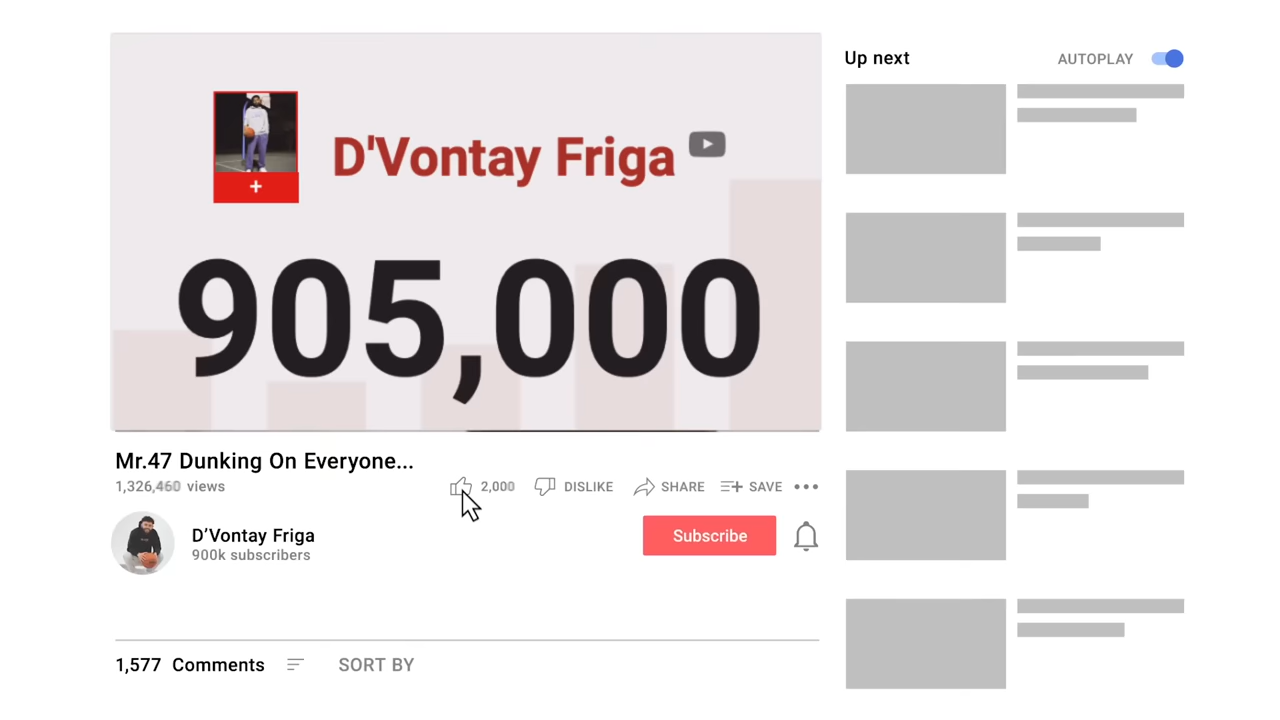 Up next
AUTOPLAY
D'Vontay Friga
+
905,000
Mr.47 Dunking On Everyone...
1,326,460 views
2,000
DISLIKE
SHARE
SAVE
D’Vontay Friga
900k subscribers
Subscribe
1,577 Comments
SORT BY